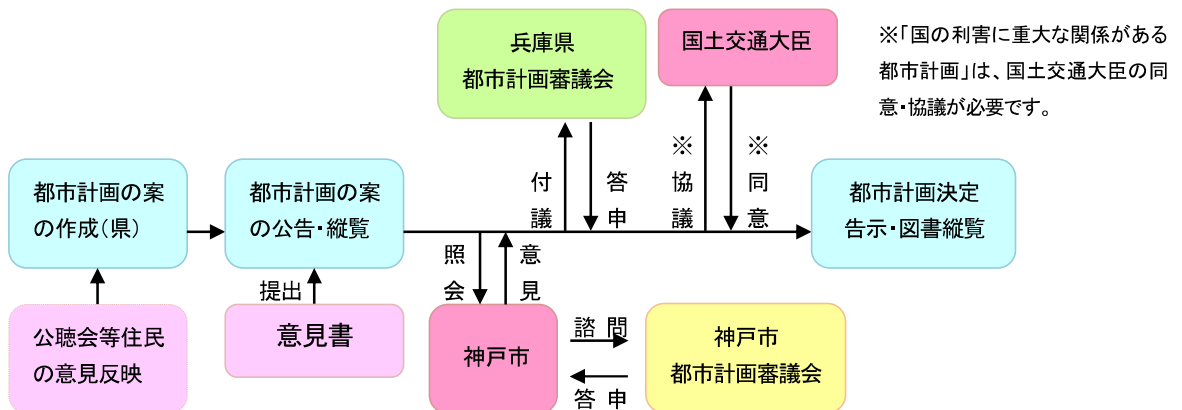 兵庫県
都市計画審議会
国土交通大臣
※「国の利害に重大な関係がある
都市計画」は、国土交通大臣の同
意・協議が必要です。
都市計画の案
の作成（県）
都市計画の案
の公告・縦覧
付議
答申
※協議
※同意
都市計画決定
告示・図書縦覧
照会
意見
提出
公聴会等住民
の意見反映
意見書
神戸市
諮問
答申
神戸市
都市計画審議会